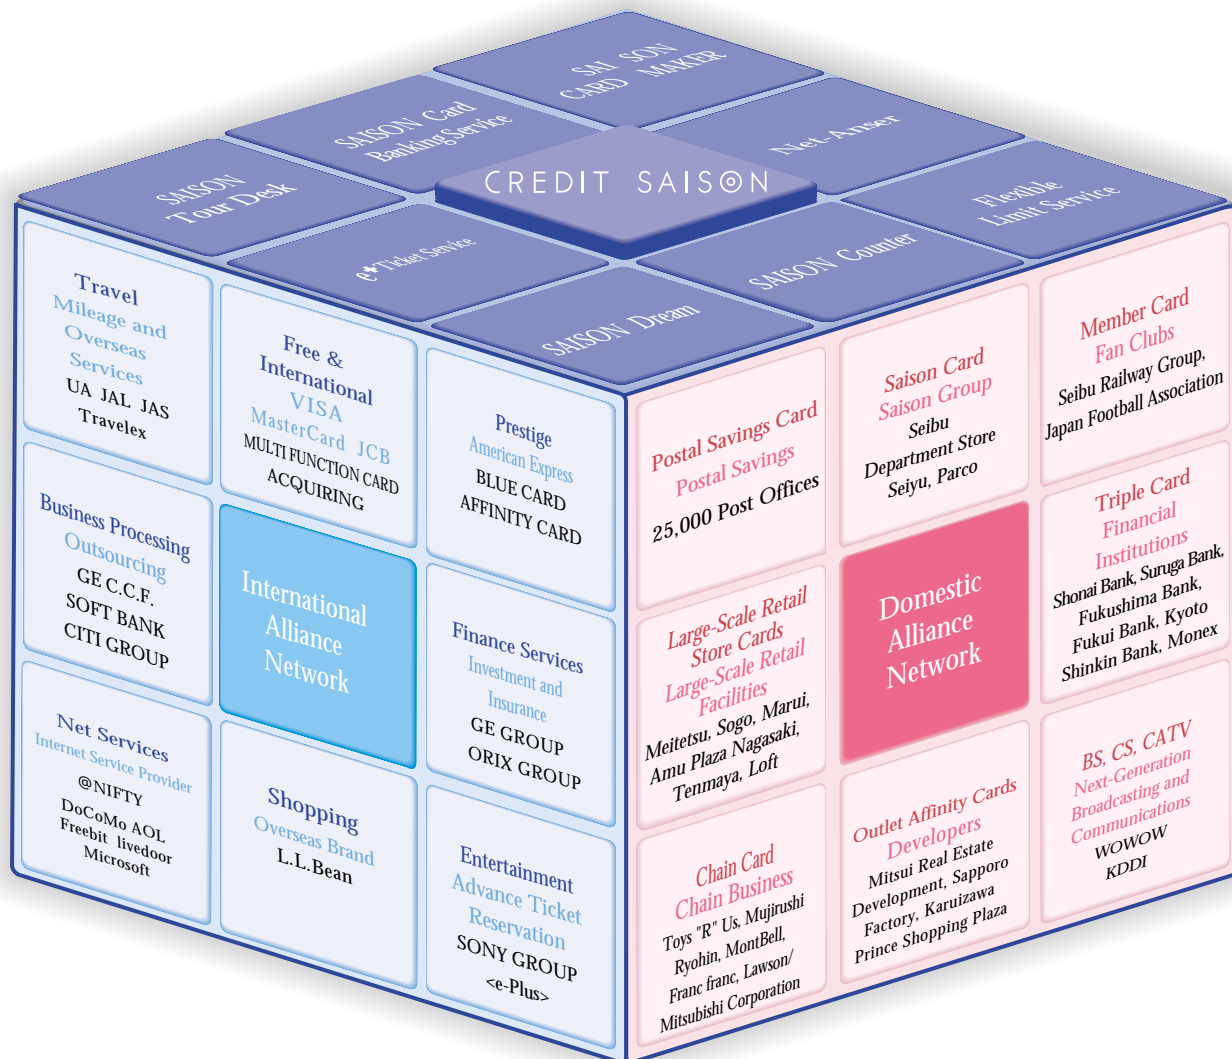 SAI SON
CARD MAKER
SAISON Card
BankingService
Net-Anser
SAISON
Tour Desk
CREDIT SAISON
Flexible
Limit Service
e+ Ticket Service
SAISON Counter
SAISON Dream
Travel
Mileage and
Overseas
Services
UA JAL JAS
Travelex
Free &
International
VISA
MasterCard JCB
MULTI FUNCTION CARD
ACQUIRING
Prestige
American Express
BLUE CARD
AFFINITY CARD
Business Processing
Outsourcing
GE C.C.F.
SOFT BANK
CITI GROUP
International
Alliance
Network
Finance Services
Investment and
Insurance
GE GROUP
ORIX GROUP
Net Services
Internet Service Provider
@NIFTY
DoCoMo AOL
Freebit livedoor
Microsoft
Shopping
Overseas Brand
L.L.Bean
Entertainment
Advance Ticket
Reservation
SONY GROUP
<e-Plus>
Postal Savings Card
Postal Savings
25,000 Post Offices
Saison Card
Saison Group
Seibu
Department Store
Seiyu, Parco
Member Card
Fan Clubs
Seibu Railway Group,
Japan Football Association
Large-Scale Retail
Store Cards
Large-Scale Retail
Facilities
Meitetsu, Sogo, Marui,
Amu Plaza Nagasaki,
Tenmaya, Loft
Domestic
Alliance
Network
Triple Card
Financial
Institutions
Shonai Bank, Suruga Bank,
Fukushima Bank,
Fukui Bank, Kyoto
Shinkin Bank, Monex
Chain Card
Chain Business
Toys "R" Us, Mujirushi
Ryohin, MontBell,
Franc franc, Lawson/
Mitsubishi Corporation
Outlet Affinity Cards
Developers
Mitsui Real Estate
Development, Sapporo
Factory, Karuizawa
Prince Shopping Plaza
BS, CS, CATV
Next-Generation
Broadcasting and
Communications
WOWOW
KDDI